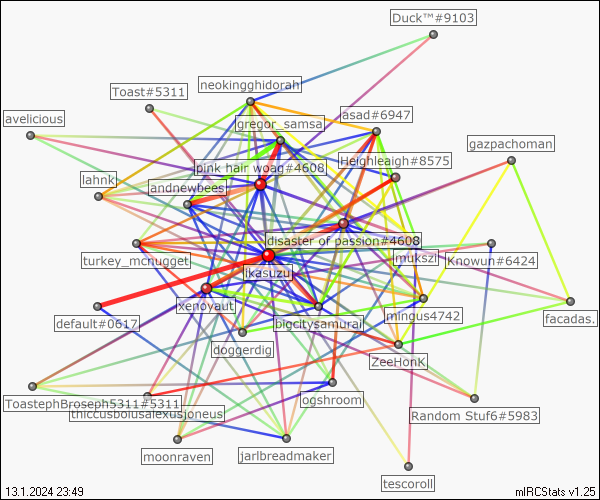 Duck™#9103
neokingghidorah
Toast#5311
avelicious
gregor_samsa
asad#6947
gazpachoman
Heighleigh#8575
pink hair woag#4608
lahnk
andnewbees
disaster of passion#4608
turkey_mcnugget
mukszi
Knowun#6424
ikasuzu
xenoyaut
facadas.
default#0617
bigcitysamurai
mingus4742
doggerdig
ZeeHonK
ToastephBroseph5311#5311
ogshroom
thiccusbolusalexusjoneus
Random Stuf6#5983
moonraven
jarlbreadmaker
tescoroll
13.1.2024 23:49
mIRCStats v1.25